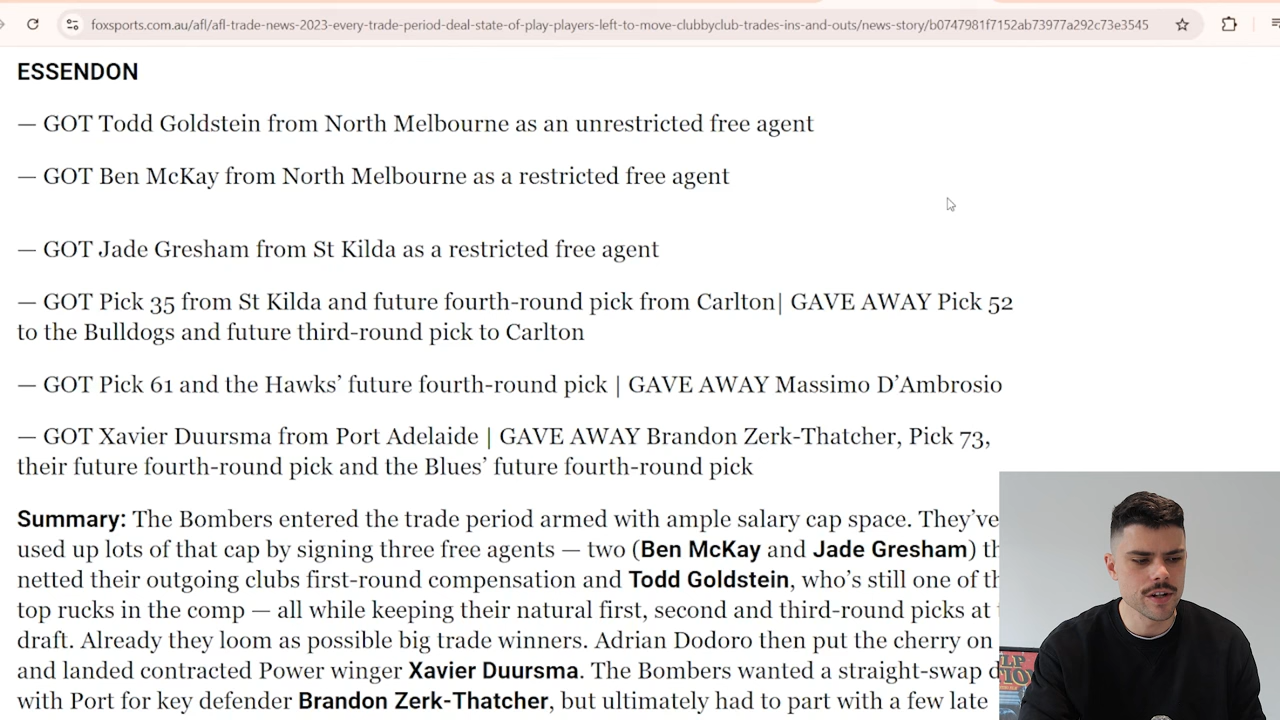 foxsports.com.au/afl/afl-trade-news-2023-every-trade-period-deal-state-of-play-players-left-to-move-clubbyclub-trades-ins-and-outs/news-story/b0747981f7152ab73977a292c73e3545
ESSENDON
— GOT Todd Goldstein from North Melbourne as an unrestricted free agent
— GOT Ben McKay from North Melbourne as a restricted free agent
— GOT Jade Gresham from St Kilda as a restricted free agent
— GOT Pick 35 from St Kilda and future fourth-round pick from Carlton| GAVE AWAY Pick 52
to the Bulldogs and future third-round pick to Carlton
— GOT Pick 61 and the Hawks’ future fourth-round pick | GAVE AWAY Massimo D’Ambrosio
— GOT Xavier Duursma from Port Adelaide | GAVE AWAY Brandon Zerk-Thatcher, Pick 73,
their future fourth-round pick and the Blues’ future fourth-round pick
Summary: The Bombers entered the trade period armed with ample salary cap space. They’ve
used up lots of that cap by signing three free agents — two (Ben McKay and Jade Gresham)
netted their outgoing clubs first-round compensation and Todd Goldstein, who’s still one of
top rucks in the comp — all while keeping their natural first, second and third-round picks at
draft. Already they loom as possible big trade winners. Adrian Dodoro then put the cherry on
and landed contracted Power winger Xavier Duursma. The Bombers wanted a straight-swap
with Port for key defender Brandon Zerk-Thatcher, but ultimately had to part with a few late